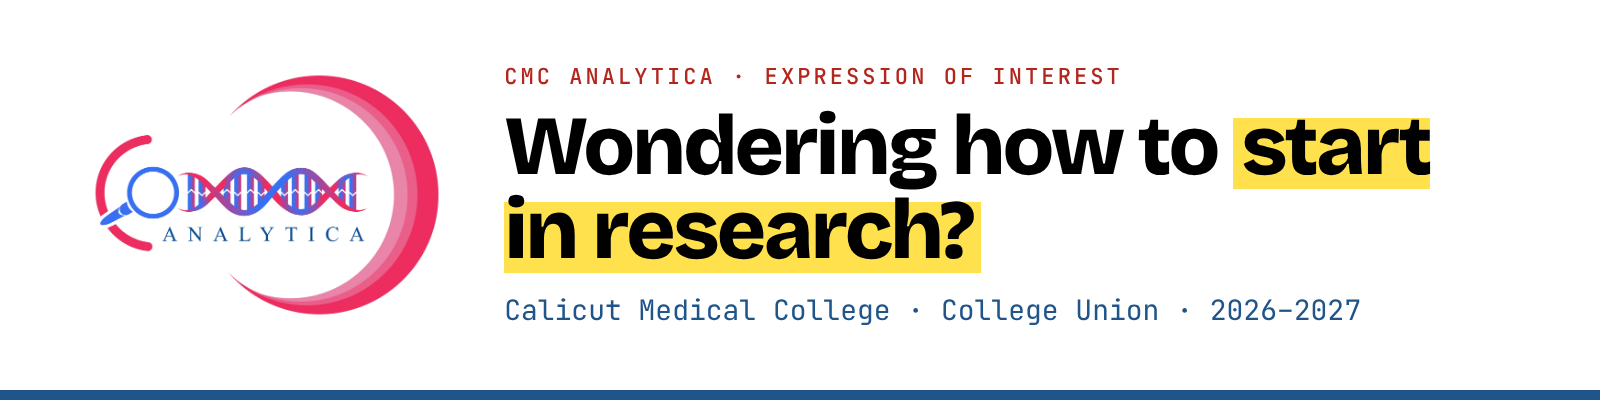 CMC ANALYTICA · EXPRESSION OF INTEREST
Wondering how to start
in research?
Calicut Medical College · College Union · 2026–2027
ANALYTICA